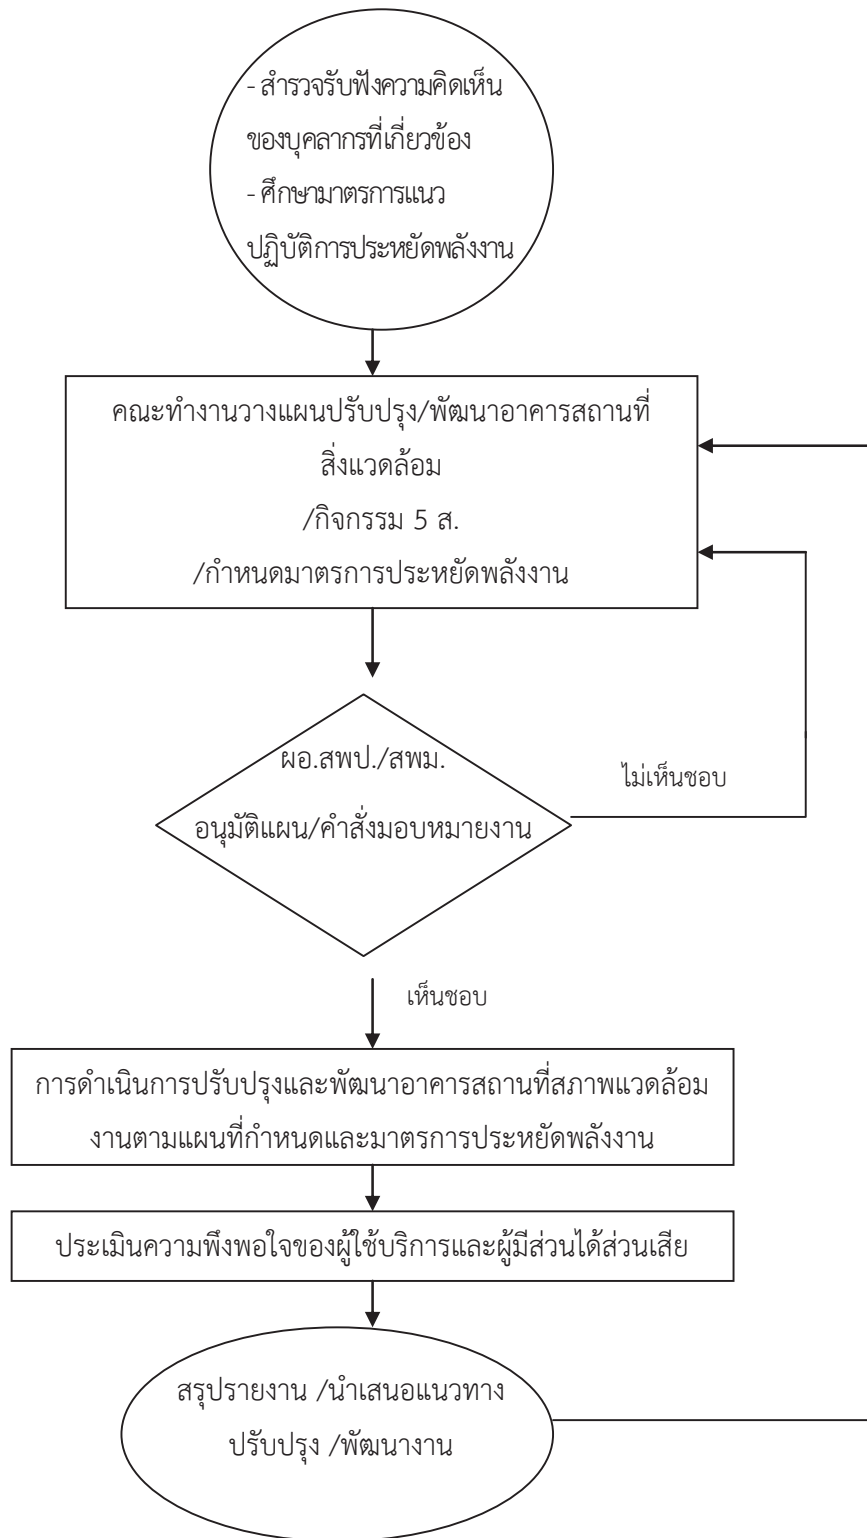 - สำรวจรับฟังความคิดเห็น
ของบุคลากรที่เกี่ยวข้อง
- ศึกษามาตรการแนว
ปฏิบัติการประหยัดพลังงาน
คณะทำงานวางแผนปรับปรุง/พัฒนาอาคารสถานที่
สิ่งแวดล้อม
/กิจกรรม 5 ส.
/กำหนดมาตรการประหยัดพลังงาน
ผอ.สพป./สพม.
ไม่เห็นชอบ
อนุมัติแผน/คำสั่งมอบหมายงาน
เห็นชอบ
การดำเนินการปรับปรุงและพัฒนาอาคารสถานที่สภาพแวดล้อม
งานตามแผนที่กำหนดและมาตรการประหยัดพลังงาน
ประเมินความพึงพอใจของผู้ใช้บริการและผู้มีส่วนได้ส่วนเสีย
สรุปรายงาน /นำเสนอแนวทาง
ปรับปรุง /พัฒนางาน